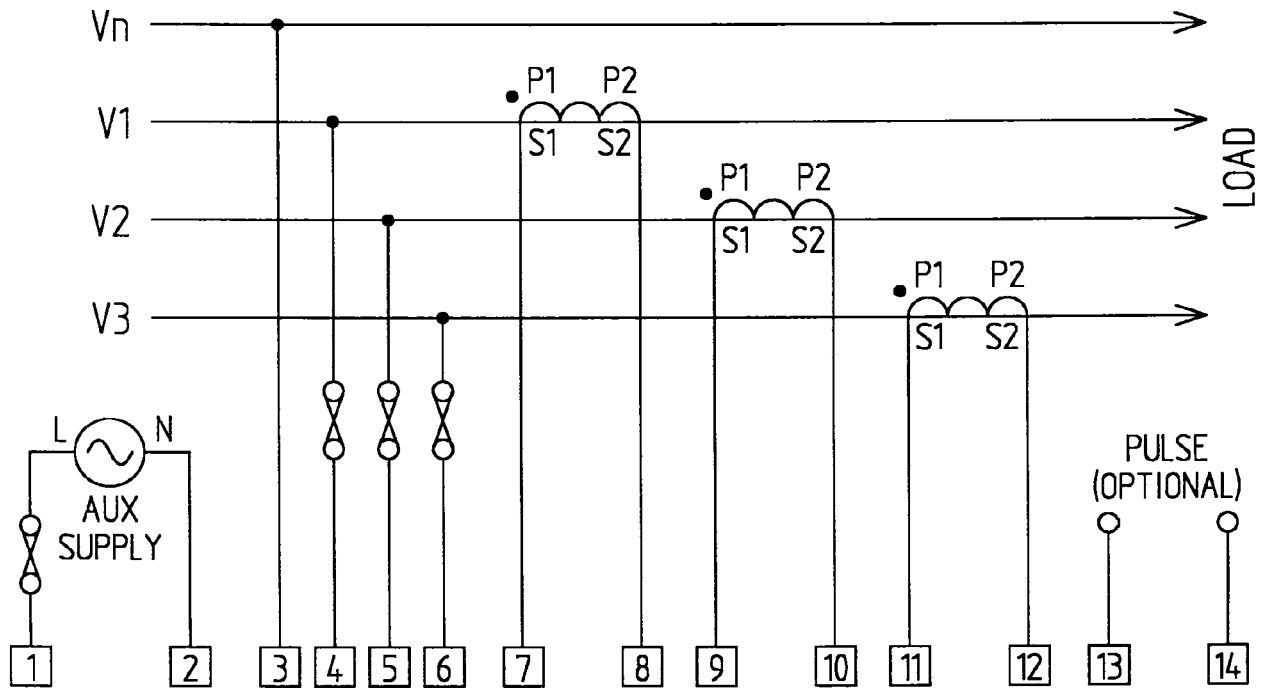 Vn
P1 P2
V1
S1 S2
LOAD
P1 P2
V2
S1 S2
P1 P2
V3
S1 S2
L N
AUX
SUPPLY
PULSE
(OPTIONAL)
1 2 3 4 5 6 7 8 9 10 11 12 13 14